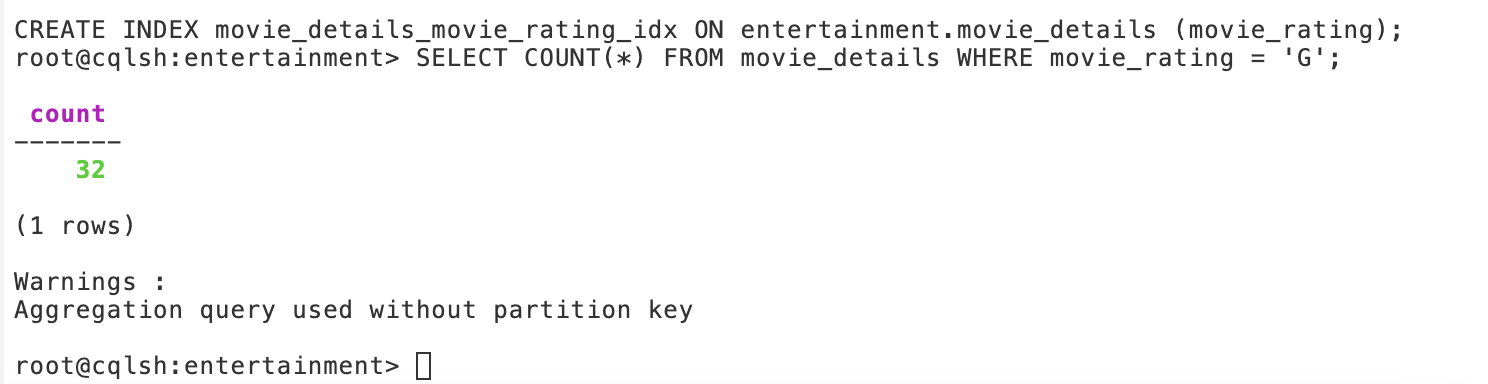 CREATE INDEX movie_details_movie_rating_idx ON entertainment.movie_details (movie_rating);
root@cqlsh:entertainment> SELECT COUNT(*) FROM movie_details WHERE movie_rating = 'G';
count
-------
32
(1 rows)
Warnings :
Aggregation query used without partition key
root@cqlsh:entertainment>